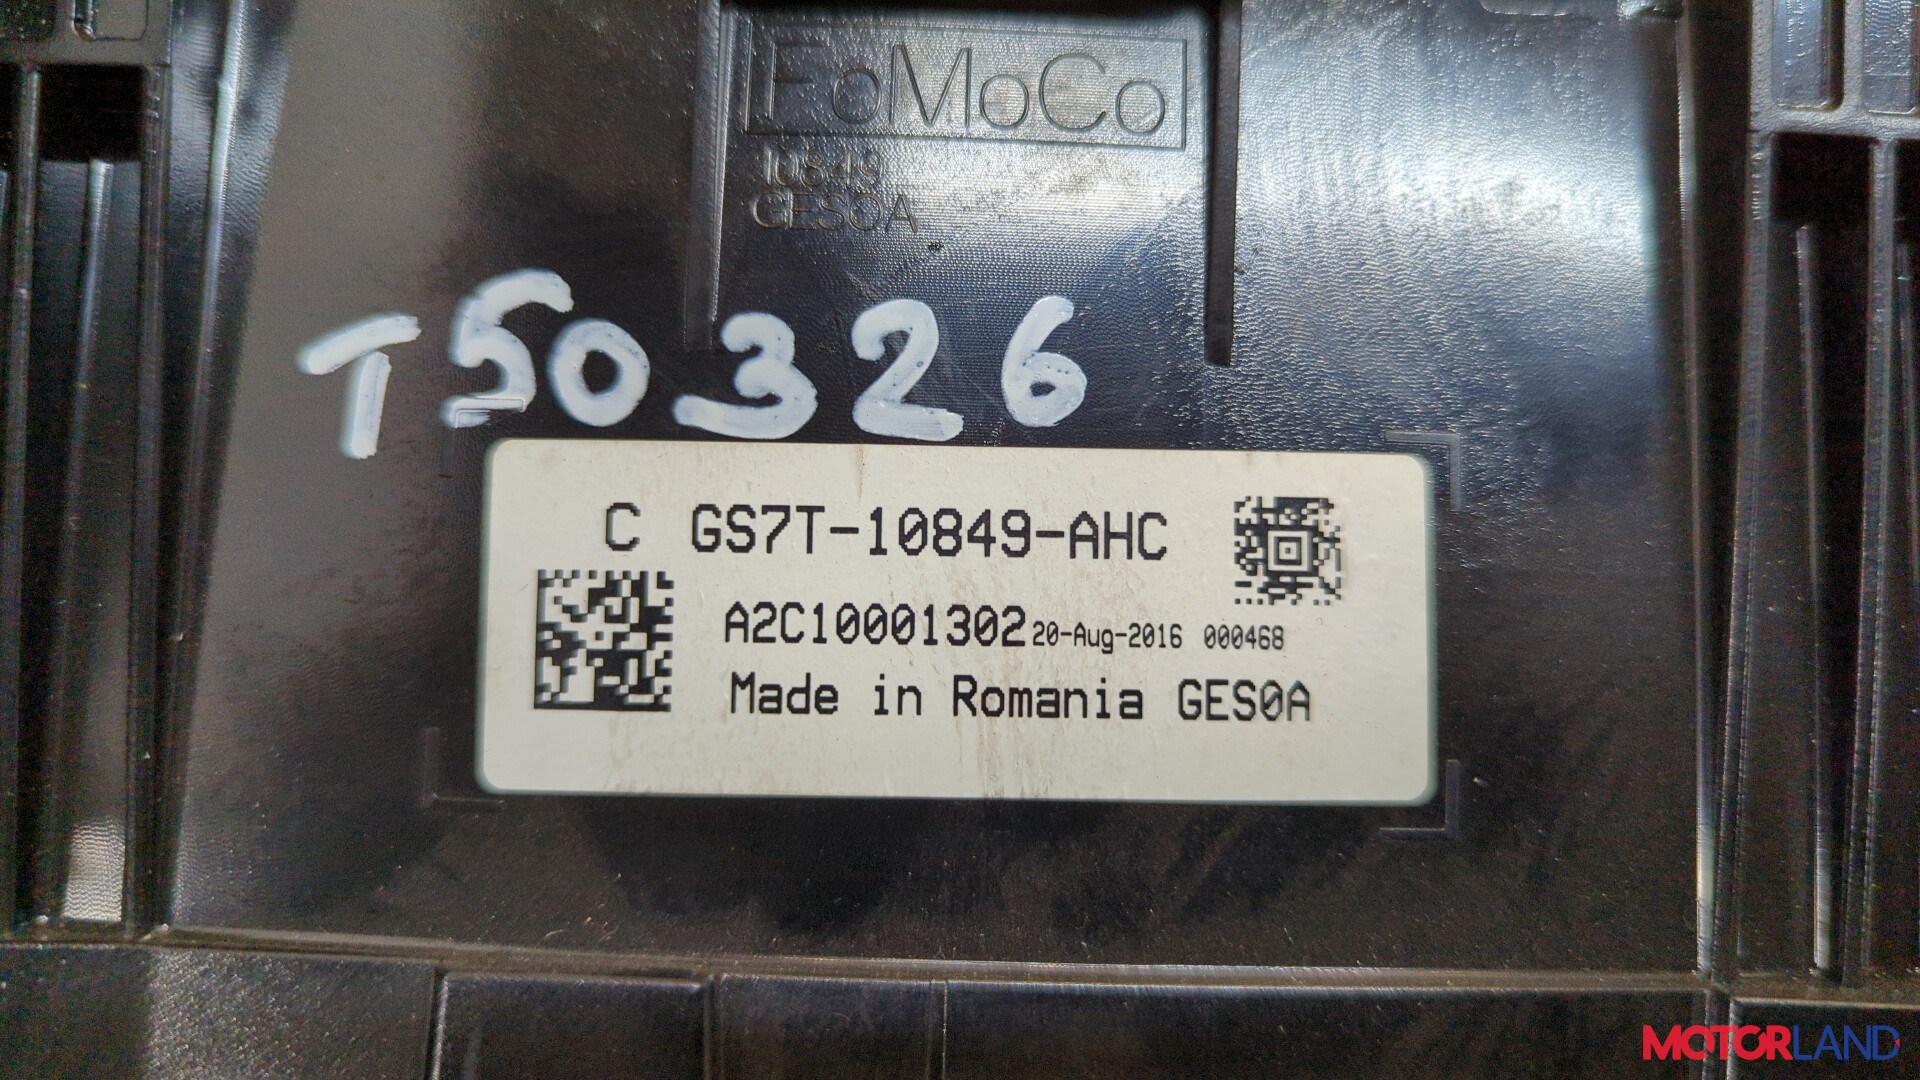 FoMoCo
10849
GES0A
T50326
C GS7T-10849-AHC
A2C10001302 20-Aug-2016 000468
Made in Romania GES0A
MOTORLAND